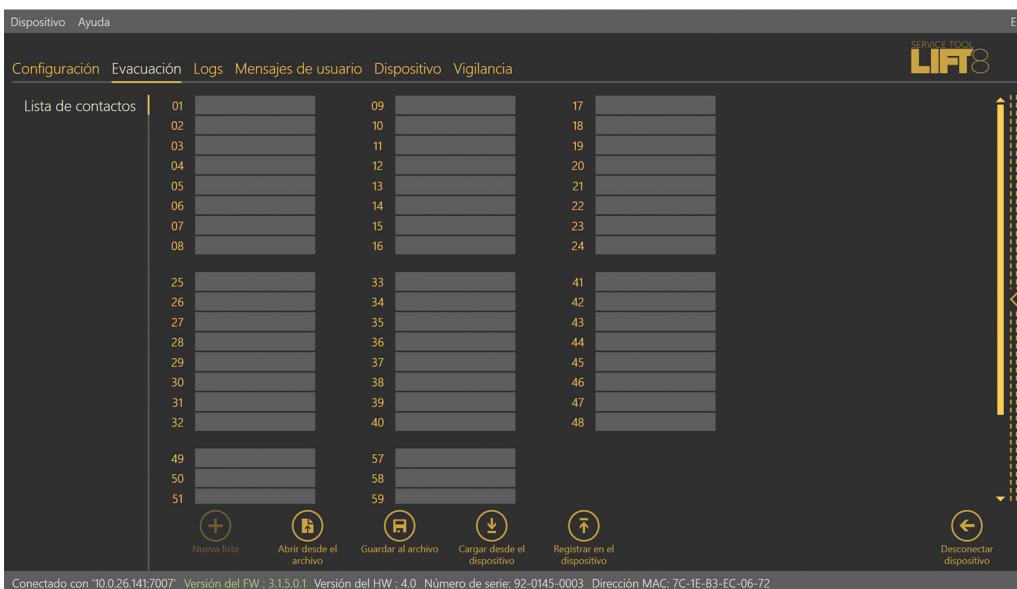 Dispositivo Ayuda
E
SERVICE TOOL
LIFT8
Configuración Evacuación Logs Mensajes de usuario Dispositivo Vigilancia
Lista de contactos
01 09 17
02 10 18
03 11 19
04 12 20
05 13 21
06 14 22
07 15 23
08 16 24
25 33 41
26 34 42
27 35 43
28 36 44
29 37 45
30 38 46
31 39 47
32 40 48
49 57
50 58
51 59
Nueva lista
Abrir desde el
archivo
Guardar al archivo
Cargar desde el
dispositivo
Registrar en el
dispositivo
Desconectar
dispositivo
Conectado con '10.0.26.141:7007' Versión del FW : 3.1.5.0.1 Versión del HW : 4.0 Número de serie: 92-0145-0003 Dirección MAC: 7C-1E-B3-EC-06-72